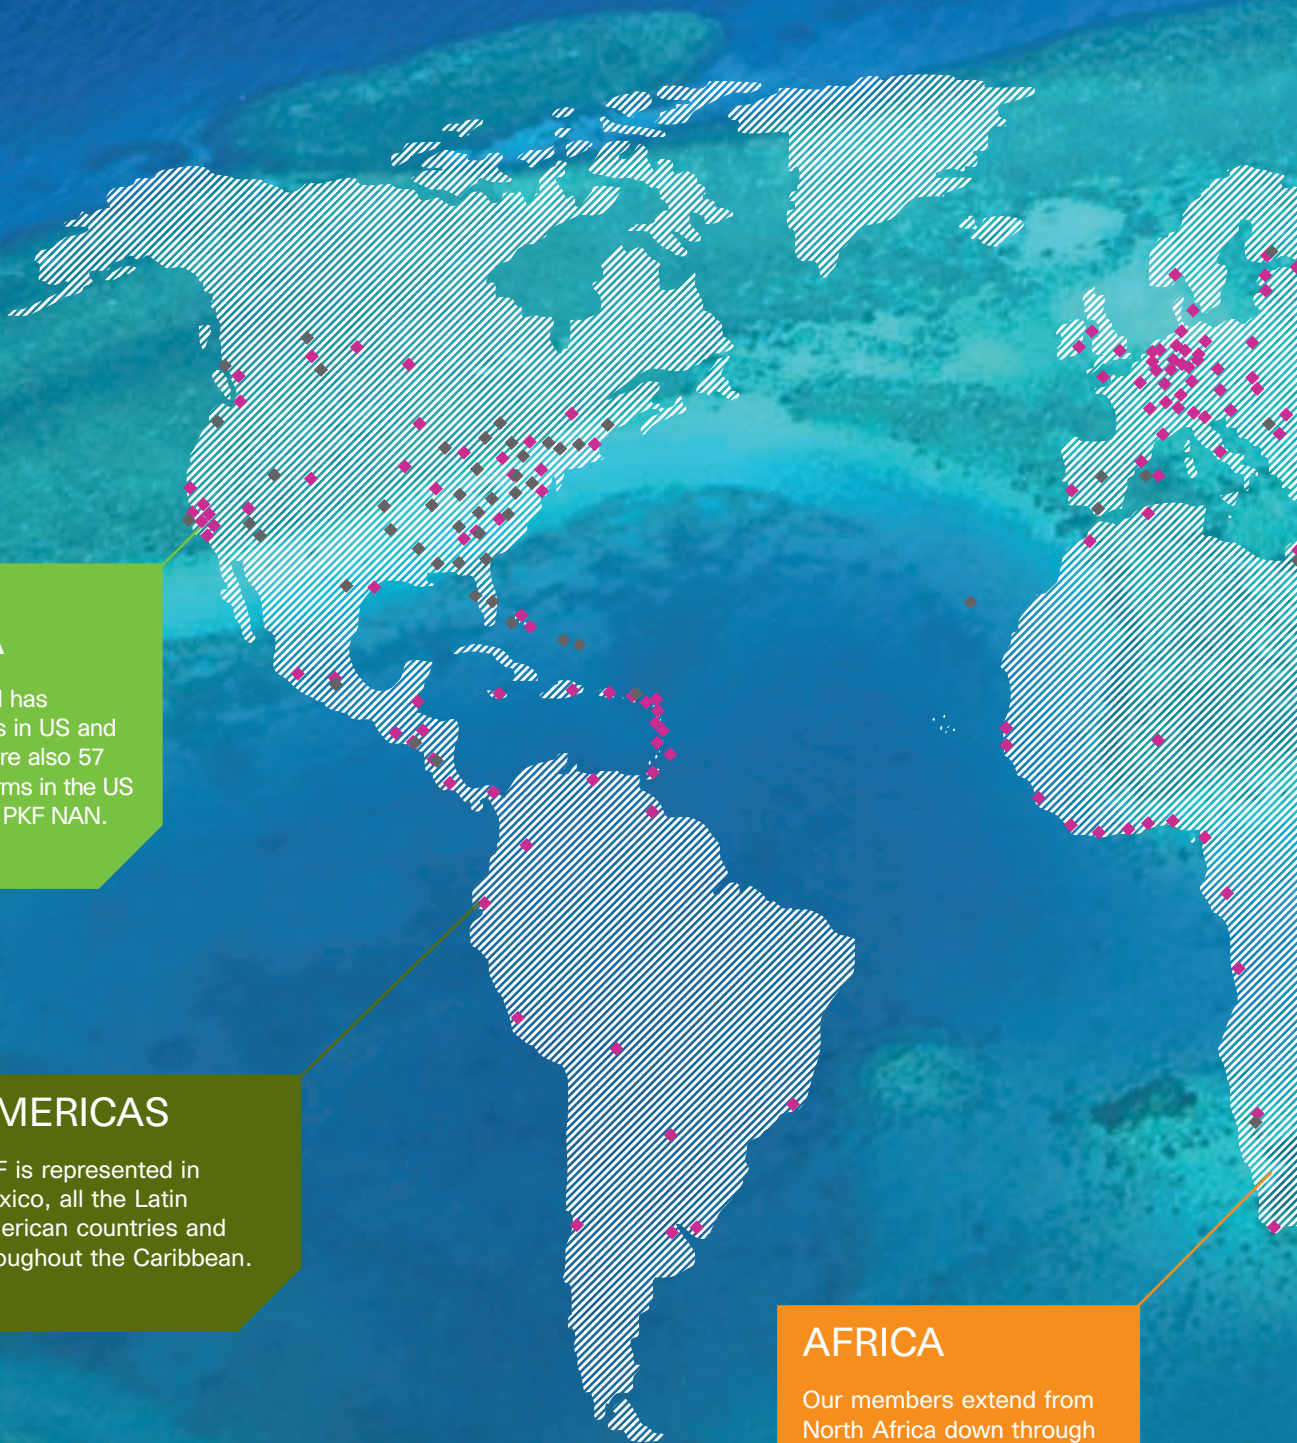 A
l has
s in US and
re also 57
rms in the US
PKF NAN.
MERICAS
F is represented in
xico, all the Latin
erican countries and
oughout the Caribbean.
AFRICA
Our members extend from
North Africa down through